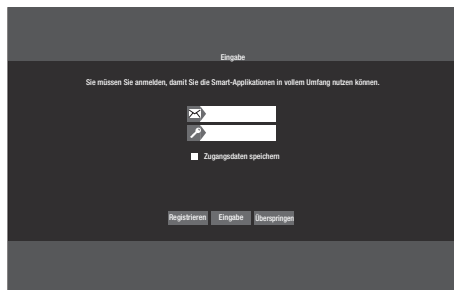 Eingabe
Sie müssen Sie anmelden, damit Sie die Smart-Applikationen in vollem Umfang nutzen können.
Zugangsdaten speichern
Registrieren Eingabe Überspringen